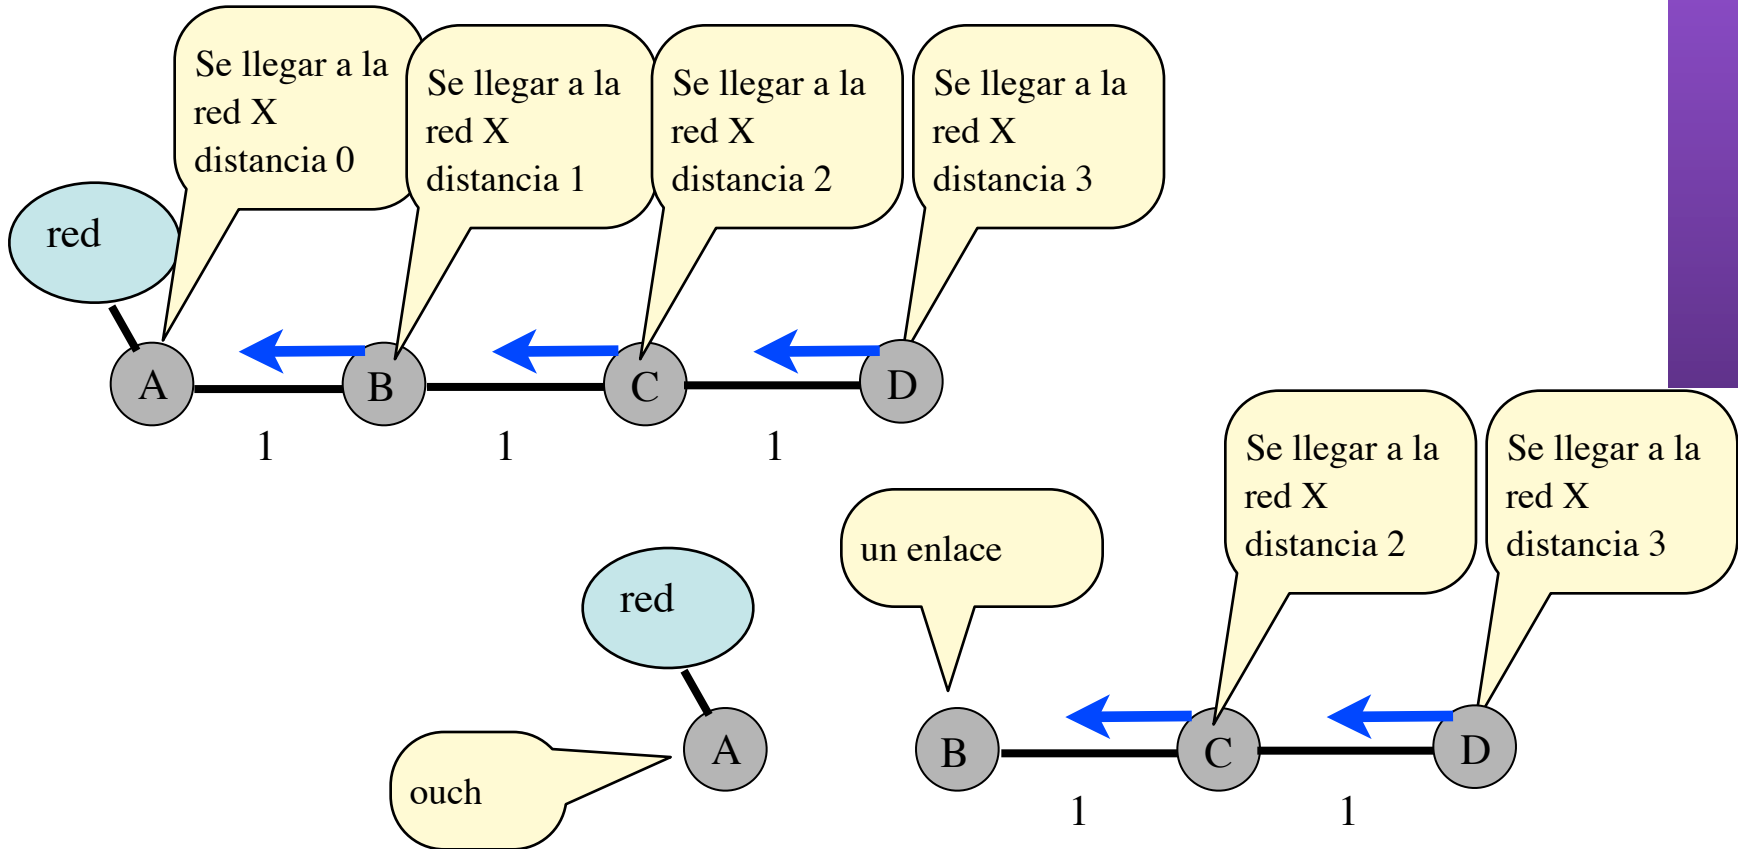 Se llegar a la
red X
distancia 0
Se llegar a la
red X
distancia 1
Se llegar a la
red X
distancia 2
Se llegar a la
red X
distancia 3
red
A
B
C
D
1
1
1
Se llegar a la
red X
distancia 2
Se llegar a la
red X
distancia 3
un enlace
red
ouch
A
B
C
D
1
1